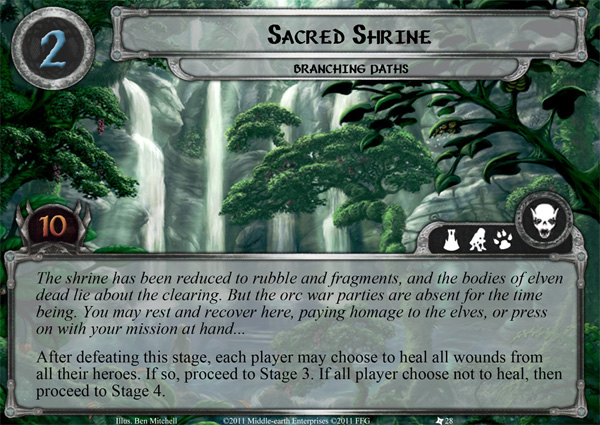 2
SACRED SHRINE
BRANCHING PATHS
10
The shrine has been reduced to rubble and fragments, and the bodies of elven
dead lie about the clearing. But the orc war parties are absent for the time
being. You may rest and recover here, paying homage to the elves, or press
on with your mission at hand...
After defeating this stage, each player may choose to heal all wounds from
all their heroes. If so, proceed to Stage 3. If all player choose not to heal, then
proceed to Stage 4.
Illus. Ben Mitchell ©2011 Middle-earth Enterprises ©2011 FFG 28